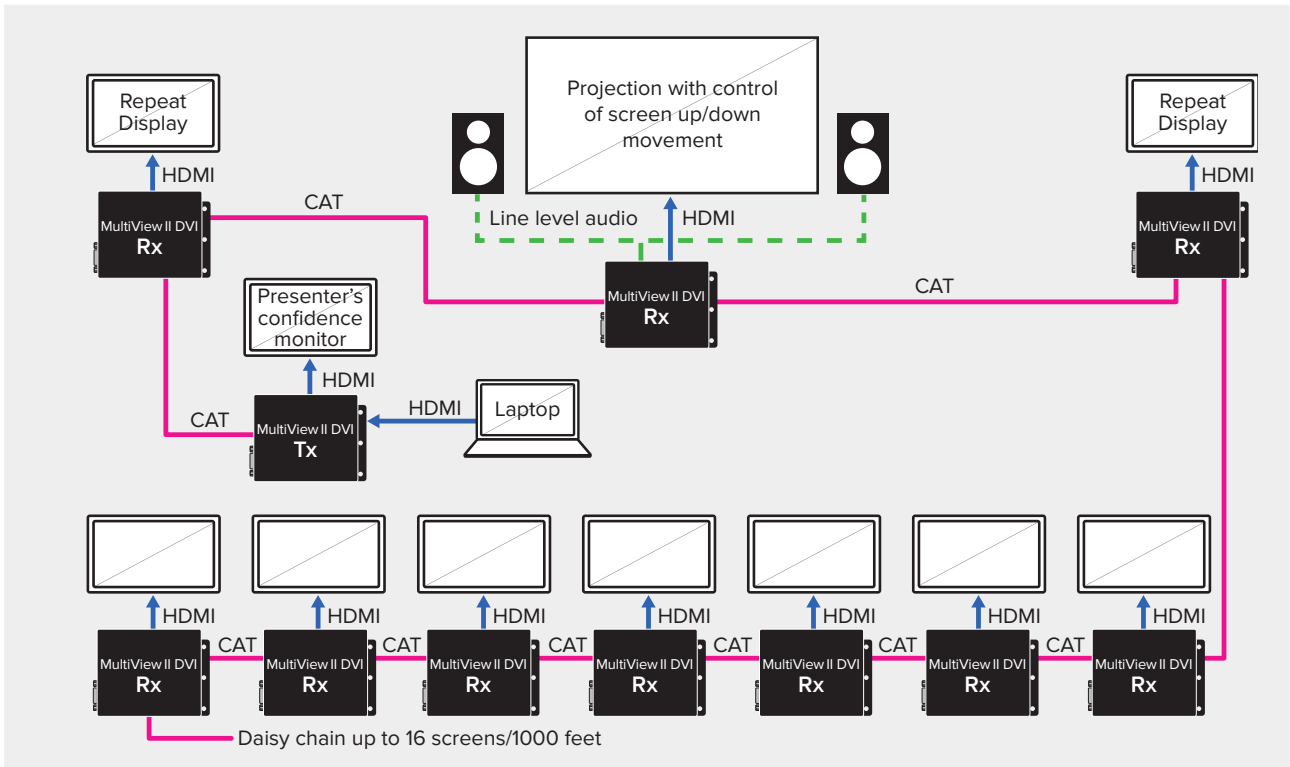 Repeat
Display
HDMI
MultiView II DVI
Rx
CAT
Projection with control
of screen up/down
movement
Line level audio
HDMI
MultiView II DVI
Rx
CAT
Repeat
Display
HDMI
MultiView II DVI
Rx
Presenter's
confidence
monitor
HDMI
CAT
MultiView II DVI
Tx
HDMI
Laptop
HDMI
HDMI
HDMI
HDMI
HDMI
HDMI
HDMI
CAT
CAT
CAT
CAT
CAT
CAT
MultiView II DVI
Rx
MultiView II DVI
Rx
MultiView II DVI
Rx
MultiView II DVI
Rx
MultiView II DVI
Rx
MultiView II DVI
Rx
MultiView II DVI
Rx
Daisy chain up to 16 screens/1000 feet